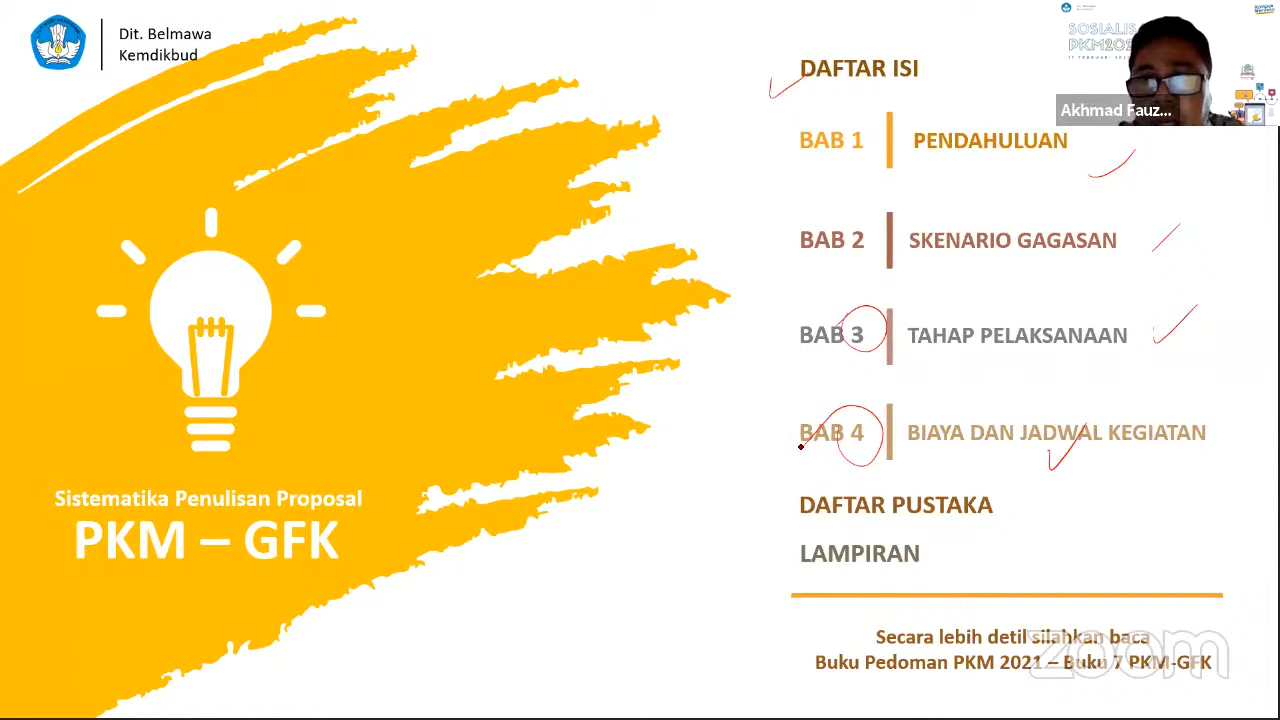 Dit. Belmawa
Kemdikbud
Sistematika Penulisan Proposal
PKM – GFK
DAFTAR ISI
BAB 1 PENDAHULUAN
BAB 2 SKENARIO GAGASAN
BAB 3 TAHAP PELAKSANAAN
BAB 4 BIAYA DAN JADWAL KEGIATAN
DAFTAR PUSTAKA
LAMPIRAN
Secara lebih detil silahkan baca
Buku Pedoman PKM 2021 – Buku 7 PKM-GFK
zoom
Akhmad Fauz...